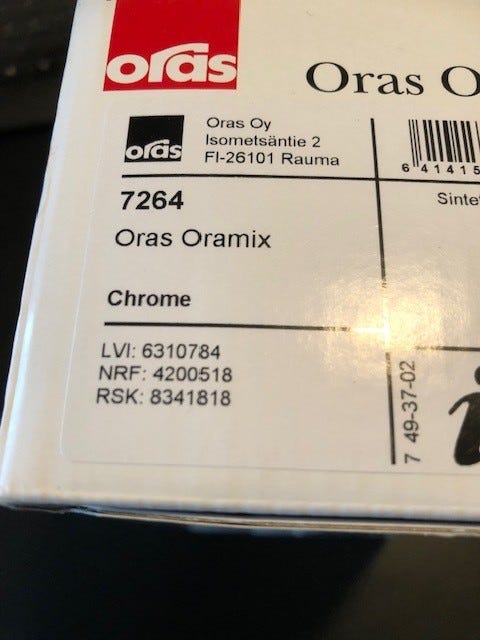 oras
Oras O
oras
Oras Oy
Isometsäntie 2
FI-26101 Rauma
6 41415
7264
Oras Oramix
Sinte
Chrome
LVI: 6310784
NRF: 4200518
RSK: 8341818
7 49-37-02